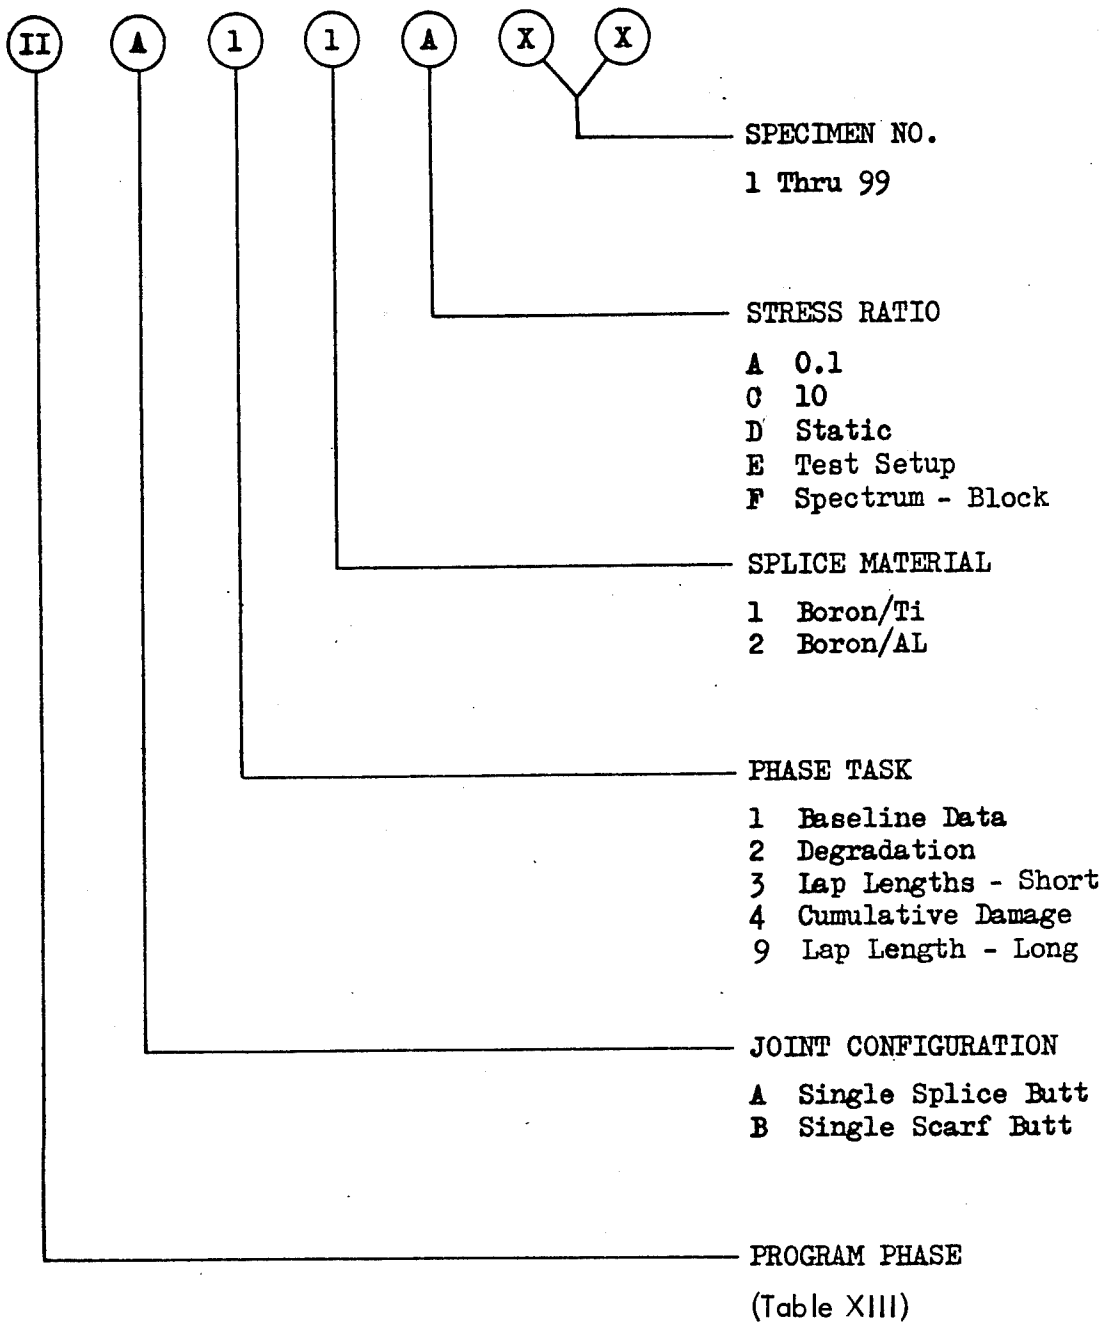 II A 1 1 A X X
SPECIMEN NO.
1 Thru 99
STRESS RATIO
A 0.1
C 10
D Static
E Test Setup
F Spectrum - Block
SPLICE MATERIAL
1 Boron/Ti
2 Boron/AL
PHASE TASK
1 Baseline Data
2 Degradation
3 Lap Lengths - Short
4 Cumulative Damage
9 Lap Length - Long
JOINT CONFIGURATION
A Single Splice Butt
B Single Scarf Butt
PROGRAM PHASE
(Table XIII)